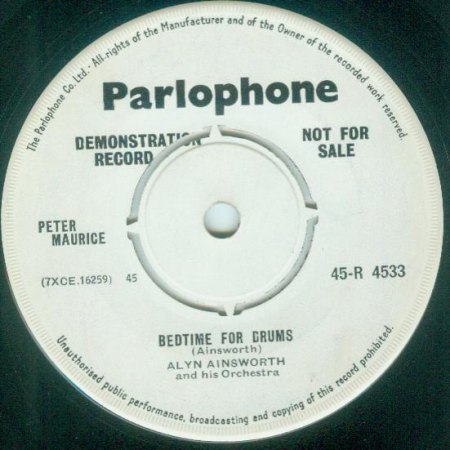 The Parlophone Co. Ltd. · All rights of the Manufacturer and of the Owner of the recorded work reserved.
Parlophone
DEMONSTRATION RECORD
NOT FOR SALE
PETER MAURICE
(7XCE.16259) 45
45-R 4533
BEDTIME FOR DRUMS
(Ainsworth)
ALYN AINSWORTH
and his Orchestra
Unauthorised public performance, broadcasting and copying of this record prohibited.